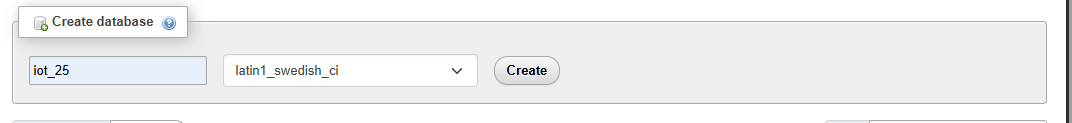 Create database
iot_25
latin1_swedish_ci
Create